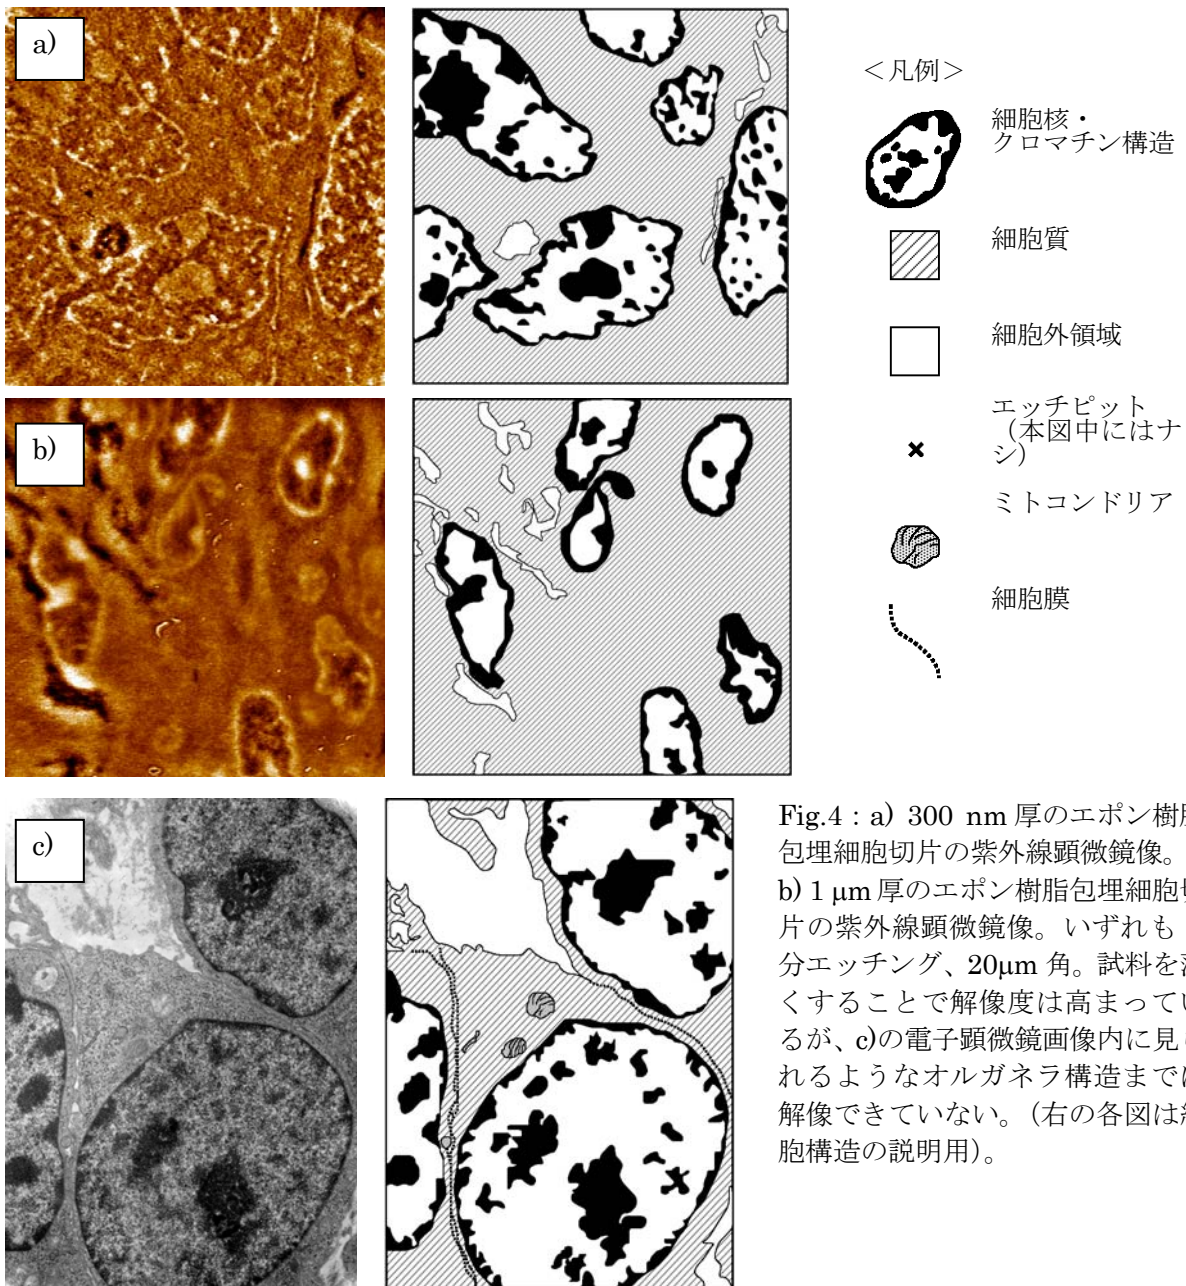 a)
＜凡例＞
細胞核・
クロマチン構造
細胞質
細胞外領域
エッチピット
（本図中にはナ
シ）
ミトコンドリア
細胞膜
b)
c)
Fig.4：a) 300 nm 厚のエポン樹
包埋細胞切片の紫外線顕微鏡像。
b) 1 μm 厚のエポン樹脂包埋細胞
片の紫外線顕微鏡像。いずれも
分エッチング、20μm 角。試料を
くすることで解像度は高まってい
るが、c)の電子顕微鏡画像内に見
れるようなオルガネラ構造まで
解像できていない。（右の各図は
胞構造の説明用）。